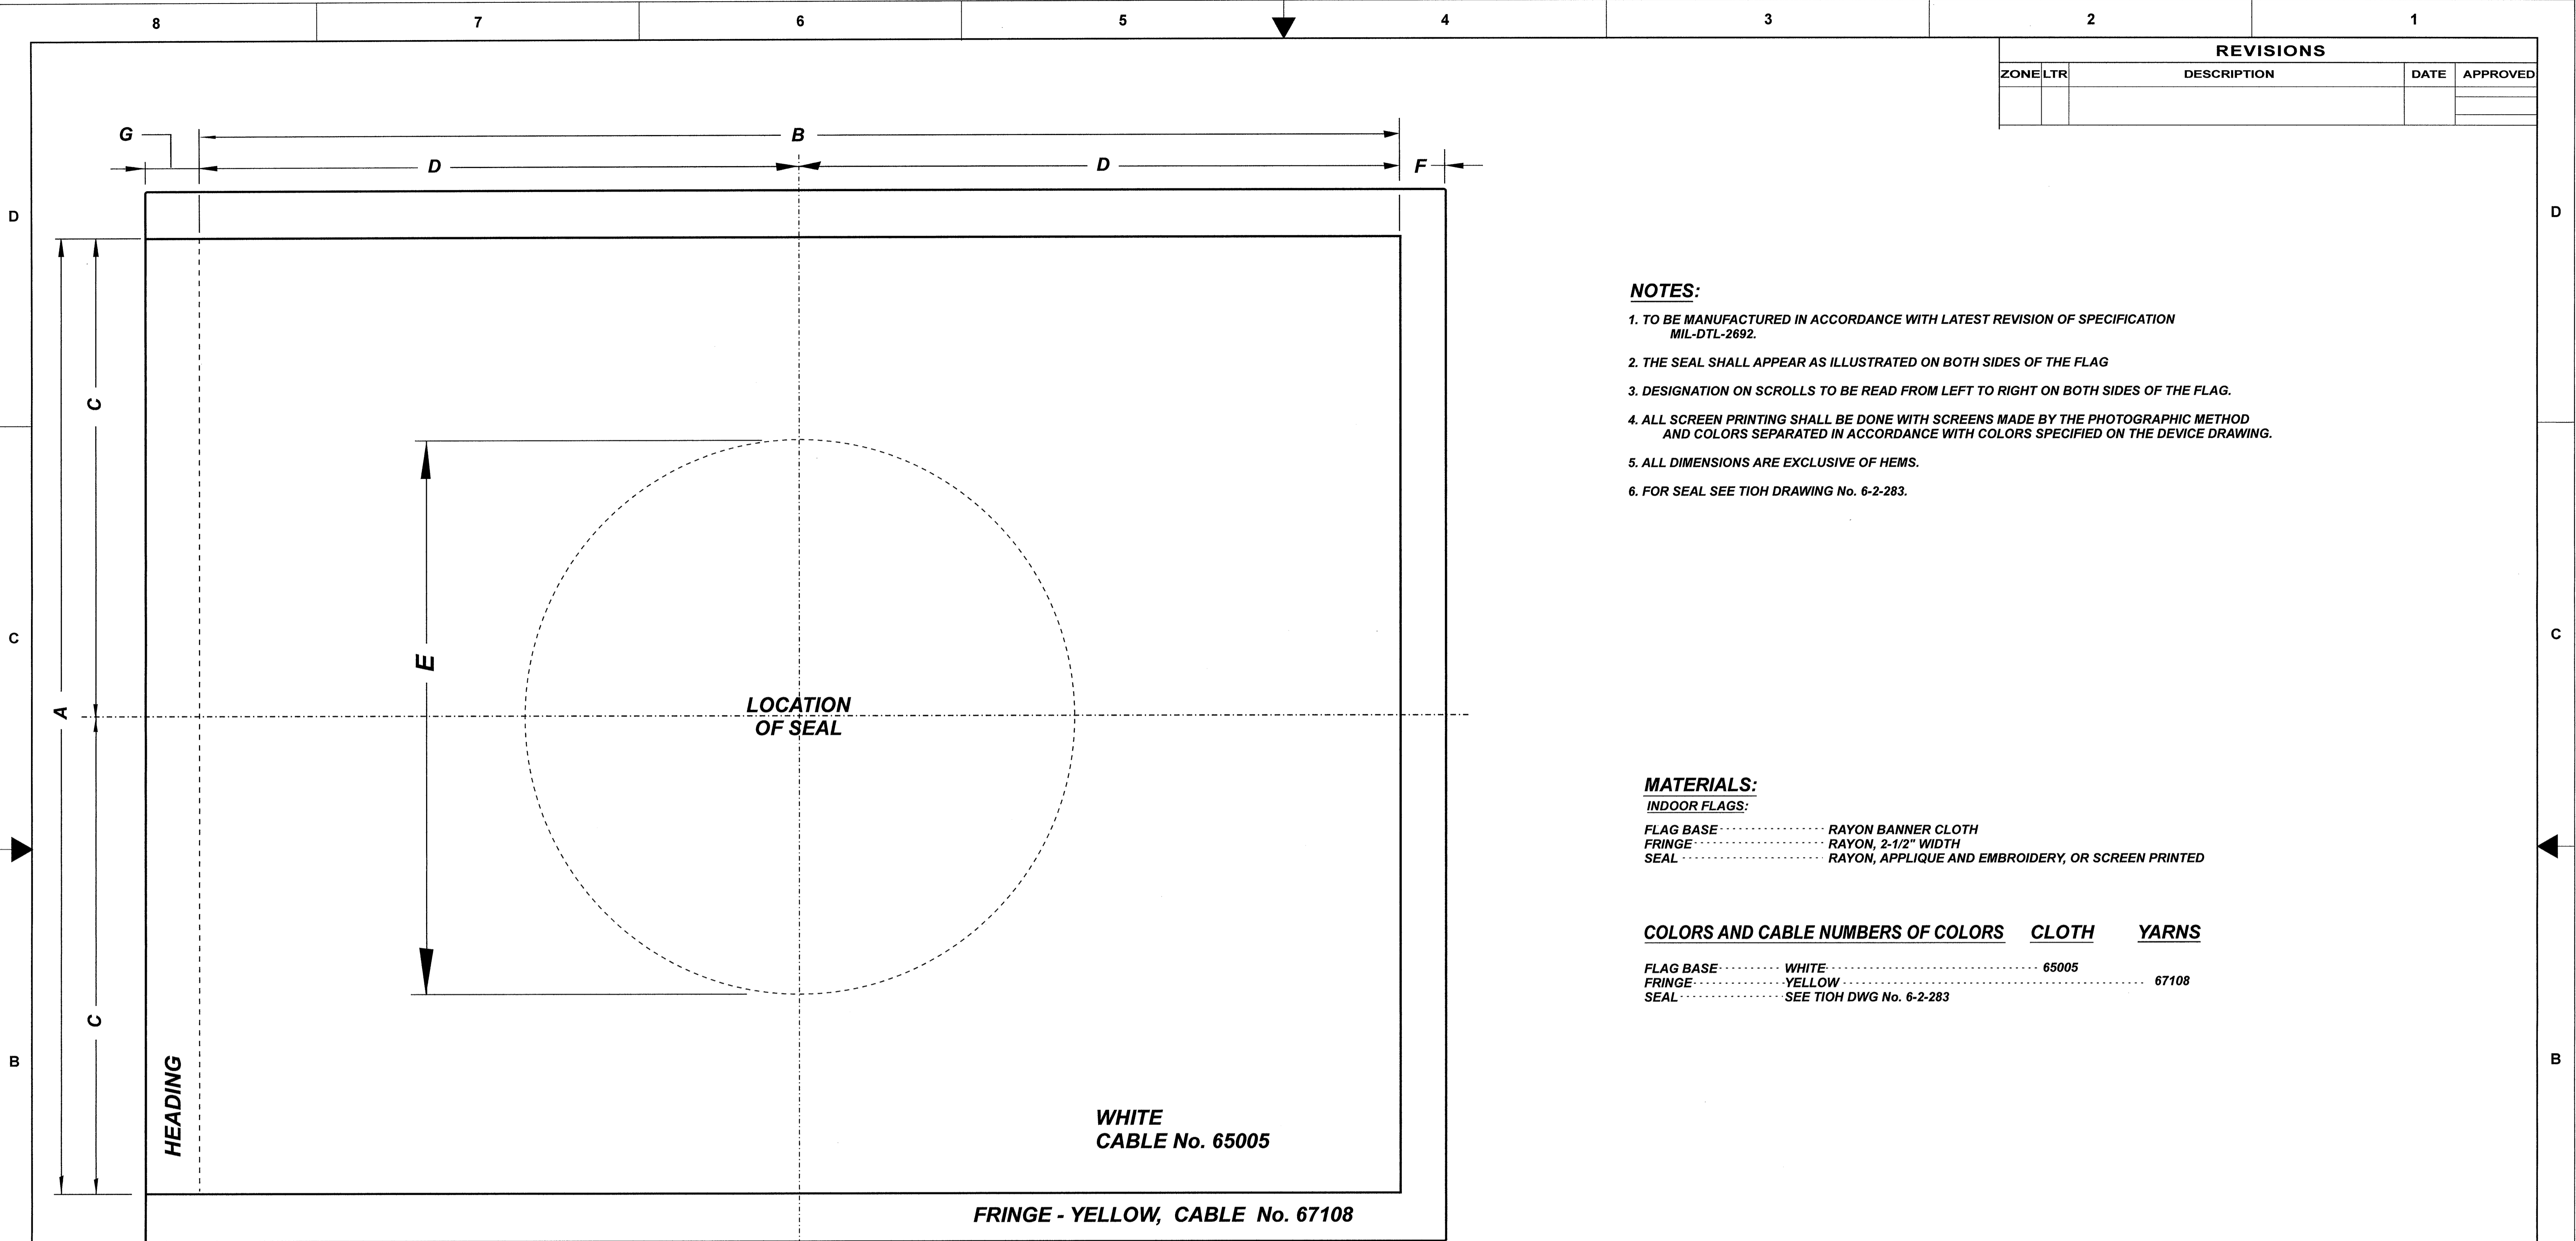 8 7 6 5 4 3 2 1
REVISIONS
ZONE LTR DESCRIPTION DATE APPROVED
G B
D D F
D D
NOTES:
1. TO BE MANUFACTURED IN ACCORDANCE WITH LATEST REVISION OF SPECIFICATION
MIL-DTL-2692.
2. THE SEAL SHALL APPEAR AS ILLUSTRATED ON BOTH SIDES OF THE FLAG
3. DESIGNATION ON SCROLLS TO BE READ FROM LEFT TO RIGHT ON BOTH SIDES OF THE FLAG.
4. ALL SCREEN PRINTING SHALL BE DONE WITH SCREENS MADE BY THE PHOTOGRAPHIC METHOD
AND COLORS SEPARATED IN ACCORDANCE WITH COLORS SPECIFIED ON THE DEVICE DRAWING.
5. ALL DIMENSIONS ARE EXCLUSIVE OF HEMS.
6. FOR SEAL SEE TIOH DRAWING No. 6-2-283.
C
E
C C
A
LOCATION
OF SEAL
MATERIALS:
INDOOR FLAGS:
FLAG BASE RAYON BANNER CLOTH
FRINGE RAYON, 2-1/2" WIDTH
SEAL RAYON, APPLIQUE AND EMBROIDERY, OR SCREEN PRINTED
COLORS AND CABLE NUMBERS OF COLORS CLOTH YARNS
FLAG BASE WHITE 65005
FRINGE YELLOW 67108
SEAL SEE TIOH DWG No. 6-2-283
C
B B
HEADING
WHITE
CABLE No. 65005
FRINGE - YELLOW, CABLE No. 67108